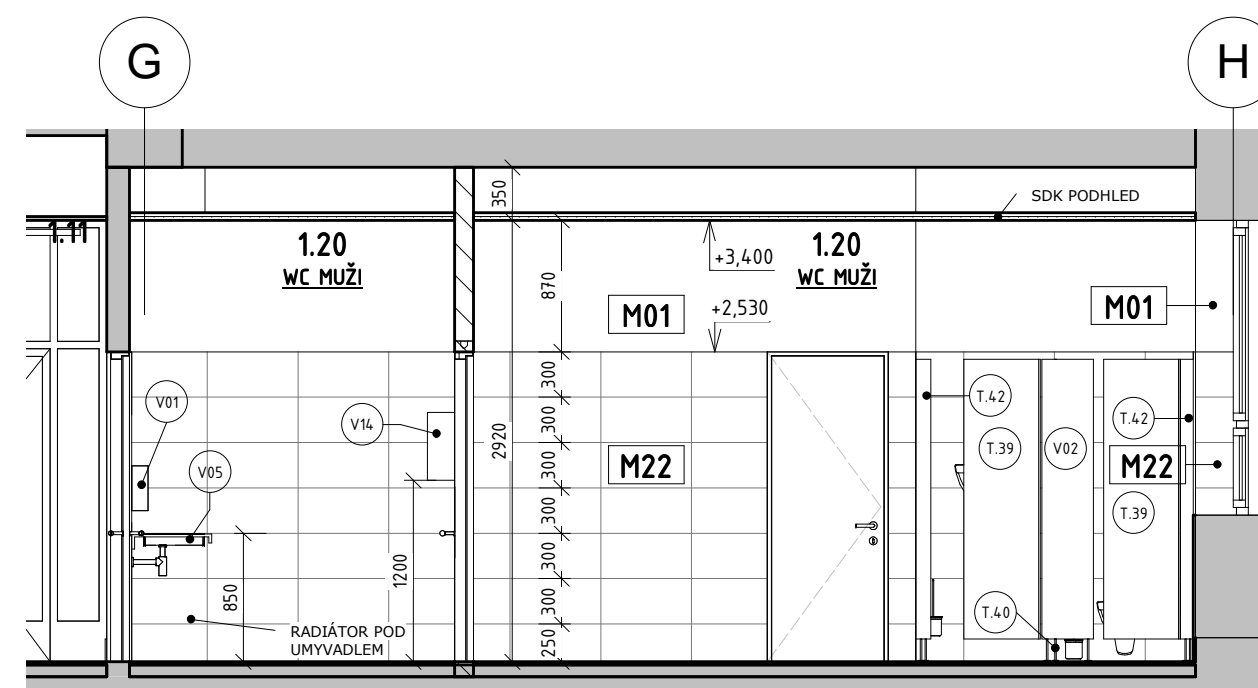 G
H
350
SDK PODHLED
1.11
1.20
WC MUŽI
+3,400
1.20
WC MUŽI
870
M01
+2,530
M01
V01
V14
300
300
300
300
300
300
250
2920
T.42
T.39
V02
T.42
M22
M22
V05
T.39
850
1200
T.40
RADIÁTOR POD
UMYVADLEM